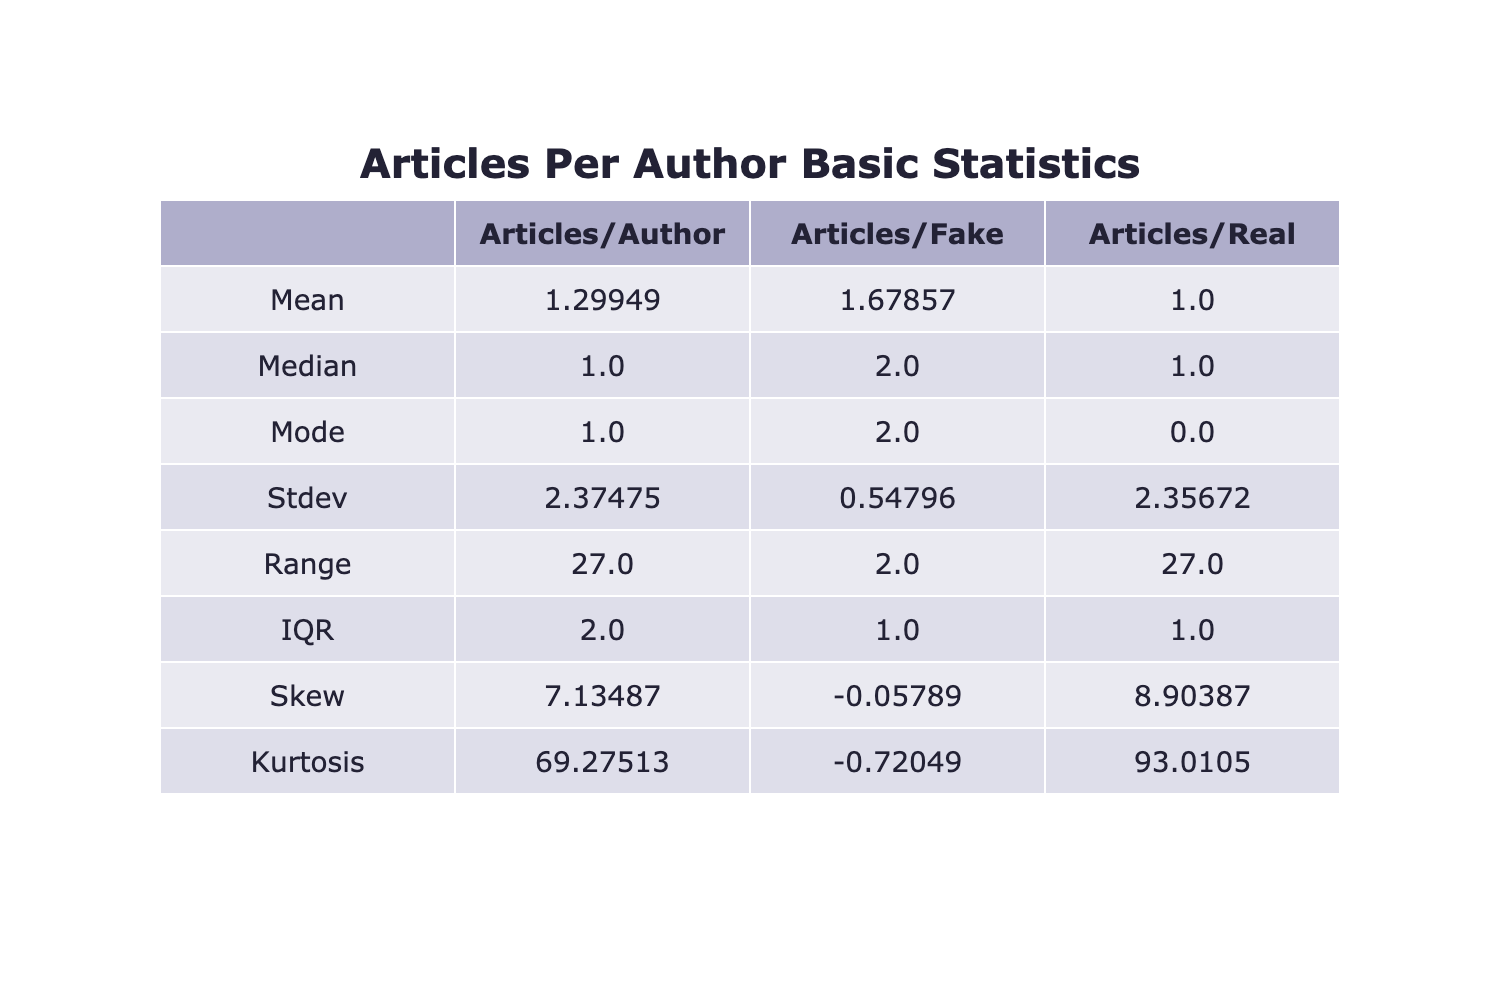 Articles Per Author Basic Statistics
Articles/Author Articles/Fake Articles/Real
Mean 1.29949 1.67857 1.0
Median 1.0 2.0 1.0
Mode 1.0 2.0 0.0
Stdev 2.37475 0.54796 2.35672
Range 27.0 2.0 27.0
IQR 2.0 1.0 1.0
Skew 7.13487 -0.05789 8.90387
Kurtosis 69.27513 -0.72049 93.0105